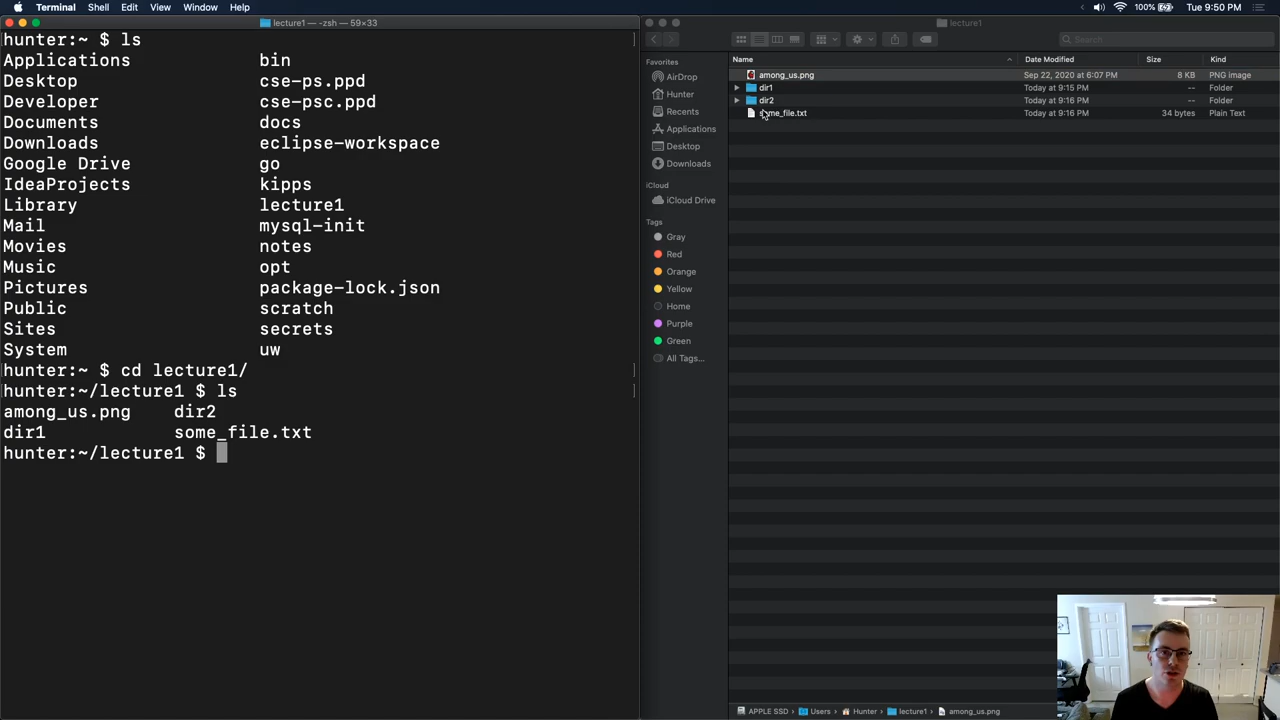 Terminal Shell Edit View Window Help 100% Tue 9:50 PM
lecture1 — -zsh — 59×33
hunter:~ $ ls
Applications bin
Desktop cse-ps.ppd
Developer cse-psc.ppd
Documents docs
Downloads eclipse-workspace
Google Drive go
IdeaProjects kipps
Library lecture1
Mail mysql-init
Movies notes
Music opt
Pictures package-lock.json
Public scratch
Sites secrets
System uw
hunter:~ $ cd lecture1/
hunter:~/lecture1 $ ls
among_us.png dir2
dir1 some_file.txt
hunter:~/lecture1 $
lecture1
Search
Favorites
AirDrop
Hunter
Recents
Applications
Desktop
Downloads
iCloud
iCloud Drive
Tags
Gray
Red
Orange
Yellow
Home
Purple
Green
All Tags...
Name Date Modified Size Kind
among_us.png Sep 22, 2020 at 6:07 PM 8 KB PNG image
dir1 Today at 9:15 PM -- Folder
dir2 Today at 9:16 PM -- Folder
some_file.txt Today at 9:16 PM 34 bytes Plain Text
APPLE SSD › Users › Hunter › lecture1 › among_us.png